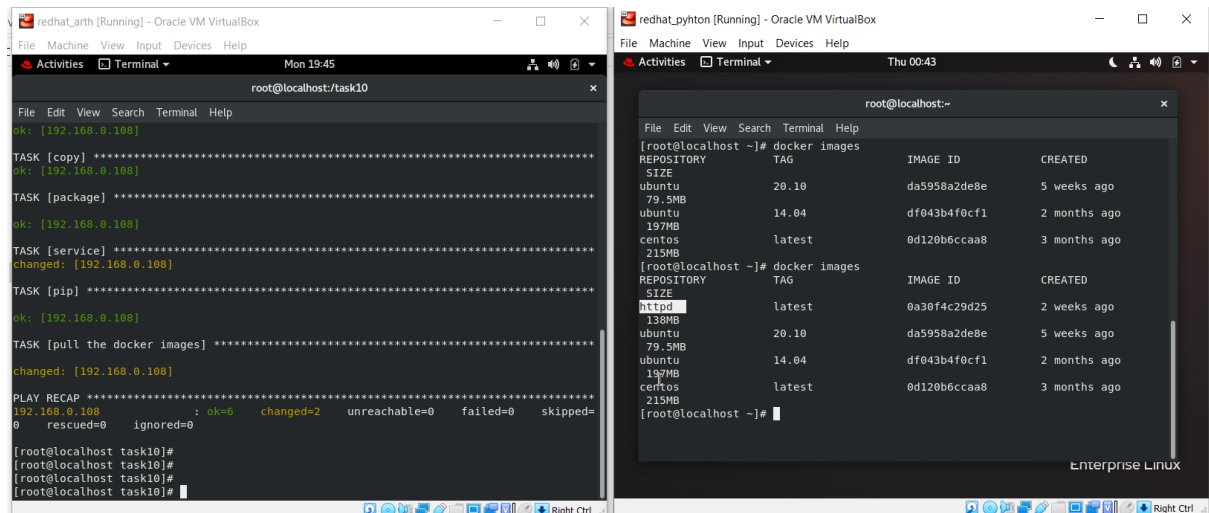 redhat_arth [Running] - Oracle VM VirtualBox
File Machine View Input Devices Help
Activities Terminal Mon 19:45
root@localhost:/task10
File Edit View Search Terminal Help
ok: [192.168.0.108]
TASK [copy] ***************************************************************
ok: [192.168.0.108]
TASK [package] ************************************************************
ok: [192.168.0.108]
TASK [service] ************************************************************
changed: [192.168.0.108]
TASK [pip] ****************************************************************
ok: [192.168.0.108]
TASK [pull the docker images] *********************************************
changed: [192.168.0.108]
PLAY RECAP ****************************************************************
192.168.0.108 : ok=6 changed=2 unreachable=0 failed=0 skipped=
0 rescued=0 ignored=0
[root@localhost task10]#
[root@localhost task10]#
[root@localhost task10]#
[root@localhost task10]#
Right Ctrl
redhat_pyhton [Running] - Oracle VM VirtualBox
File Machine View Input Devices Help
Activities Terminal Thu 00:43
root@localhost:~
File Edit View Search Terminal Help
[root@localhost ~]# docker images
REPOSITORY TAG IMAGE ID CREATED
SIZE
ubuntu 20.10 da5958a2de8e 5 weeks ago
79.5MB
ubuntu 14.04 df043b4f0cf1 2 months ago
197MB
centos latest 0d120b6ccaa8 3 months ago
215MB
[root@localhost ~]# docker images
REPOSITORY TAG IMAGE ID CREATED
SIZE
httpd latest 0a30f4c29d25 2 weeks ago
138MB
ubuntu 20.10 da5958a2de8e 5 weeks ago
79.5MB
ubuntu 14.04 df043b4f0cf1 2 months ago
197MB
centos latest 0d120b6ccaa8 3 months ago
215MB
[root@localhost ~]#
Enterprise Linux
Right Ctrl